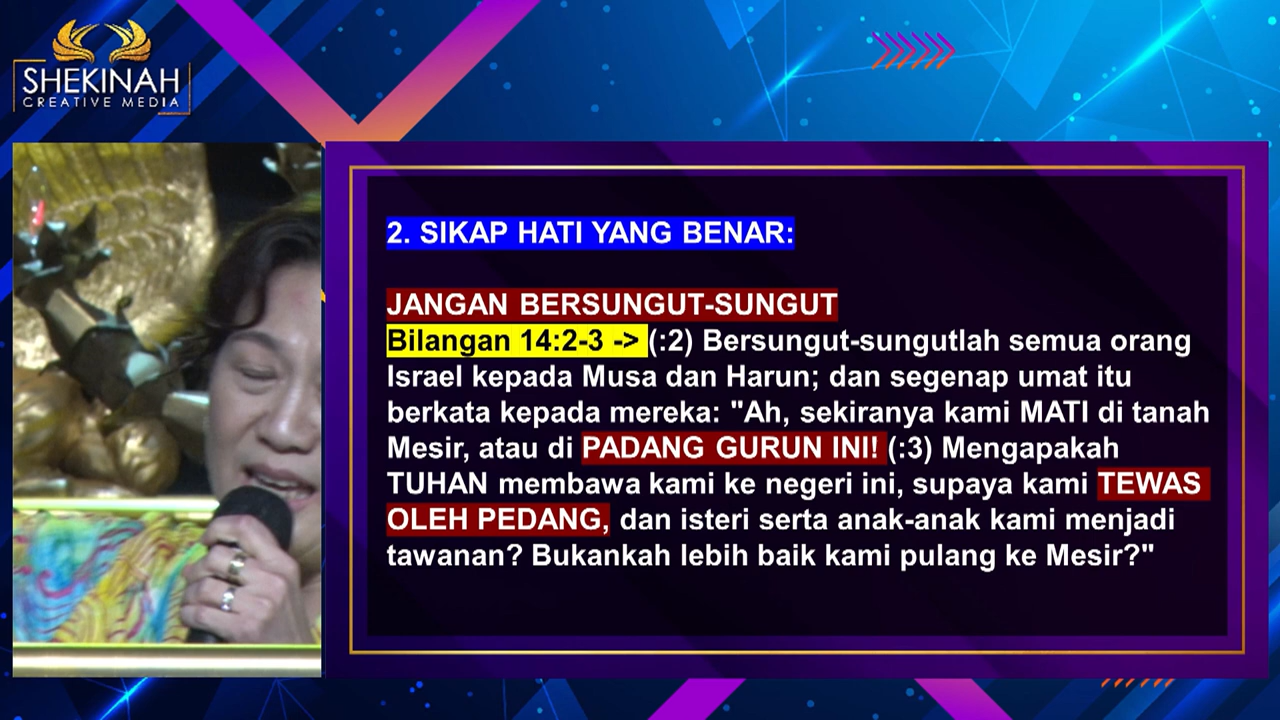 SHEKINAH
CREATIVE MEDIA
2. SIKAP HATI YANG BENAR:
JANGAN BERSUNGUT-SUNGUT
Bilangan 14:2-3 -> (:2) Bersungut-sungutlah semua orang
Israel kepada Musa dan Harun; dan segenap umat itu
berkata kepada mereka: "Ah, sekiranya kami MATI di tanah
Mesir, atau di PADANG GURUN INI! (:3) Mengapakah
TUHAN membawa kami ke negeri ini, supaya kami TEWAS
OLEH PEDANG, dan isteri serta anak-anak kami menjadi
tawanan? Bukankah lebih baik kami pulang ke Mesir?"